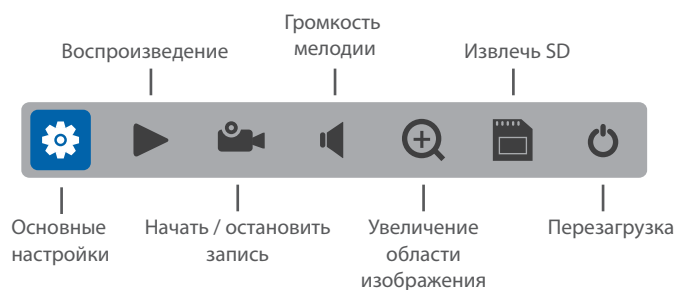 Громкость
мелодии
Воспроизведение
Извлечь SD
Основные
настройки
Начать / остановить
запись
Увеличение
области
изображения
Перезагрузка